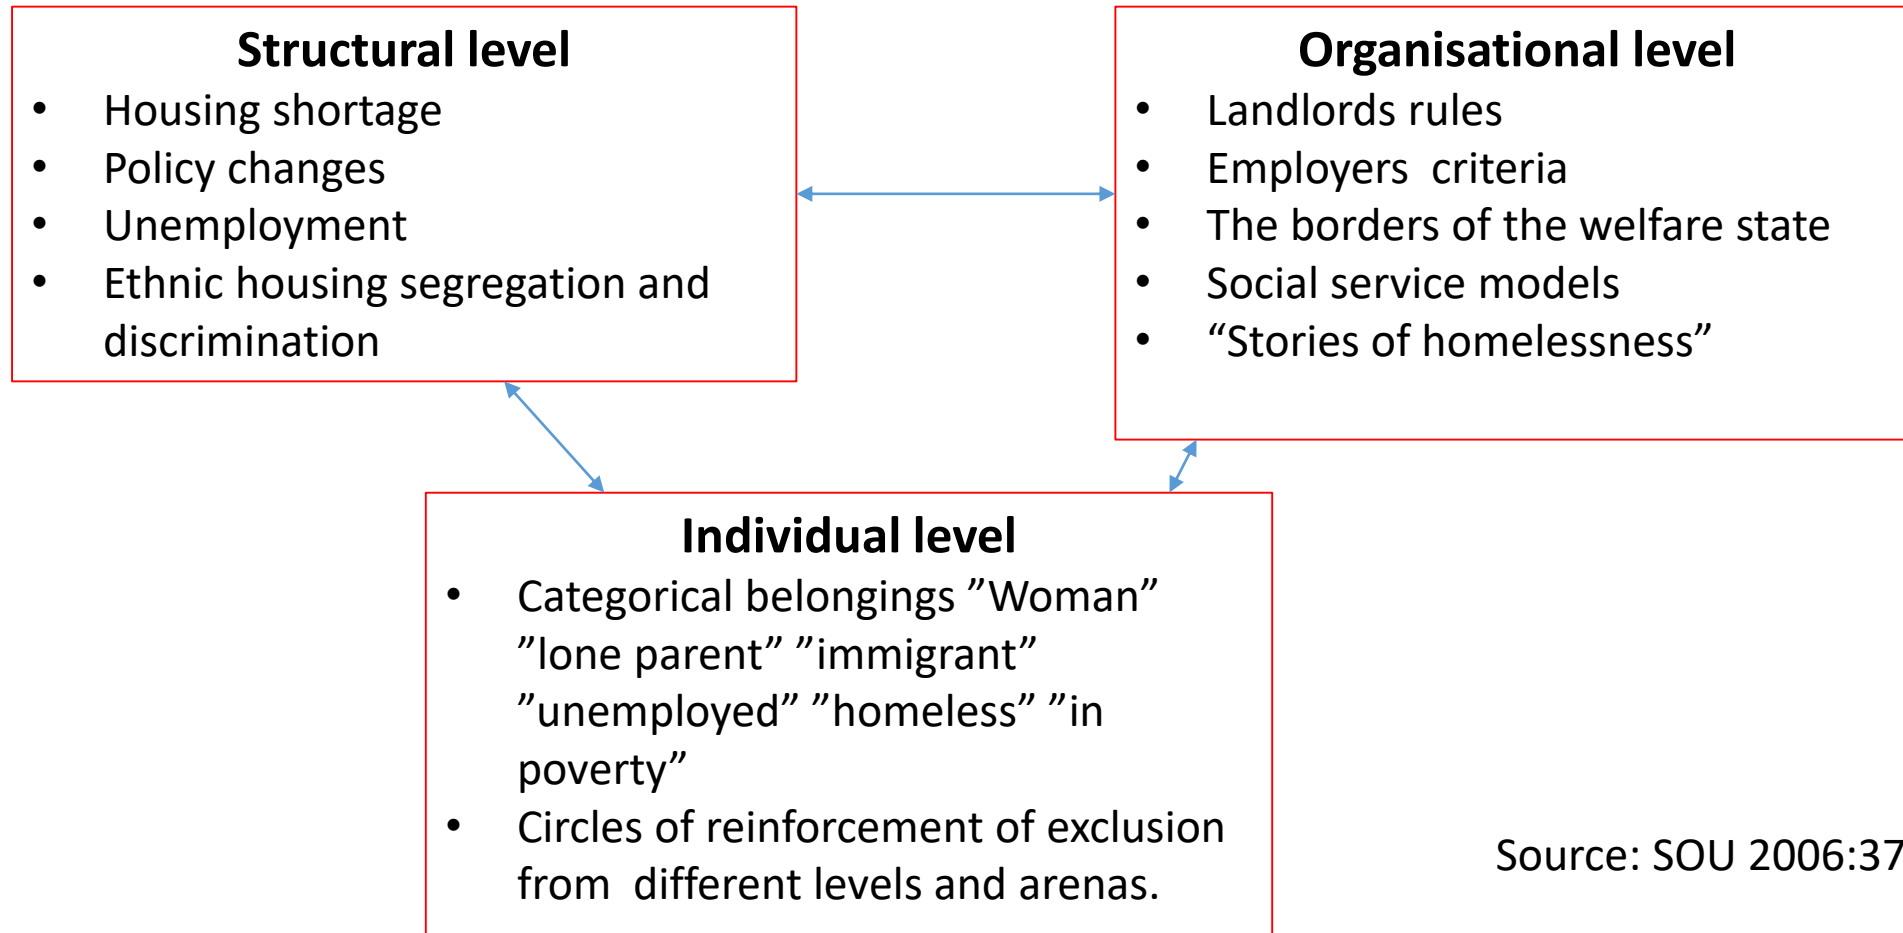 Structural level
• Housing shortage
• Policy changes
• Unemployment
• Ethnic housing segregation and
discrimination
Organisational level
• Landlords rules
• Employers  criteria
• The borders of the welfare state
• Social service models
• “Stories of homelessness”
Individual level
• Categorical belongings ”Woman”
”lone parent” ”immigrant”
”unemployed” ”homeless” ”in
poverty”
• Circles of reinforcement of exclusion
from  different levels and arenas.
Source: SOU 2006:37